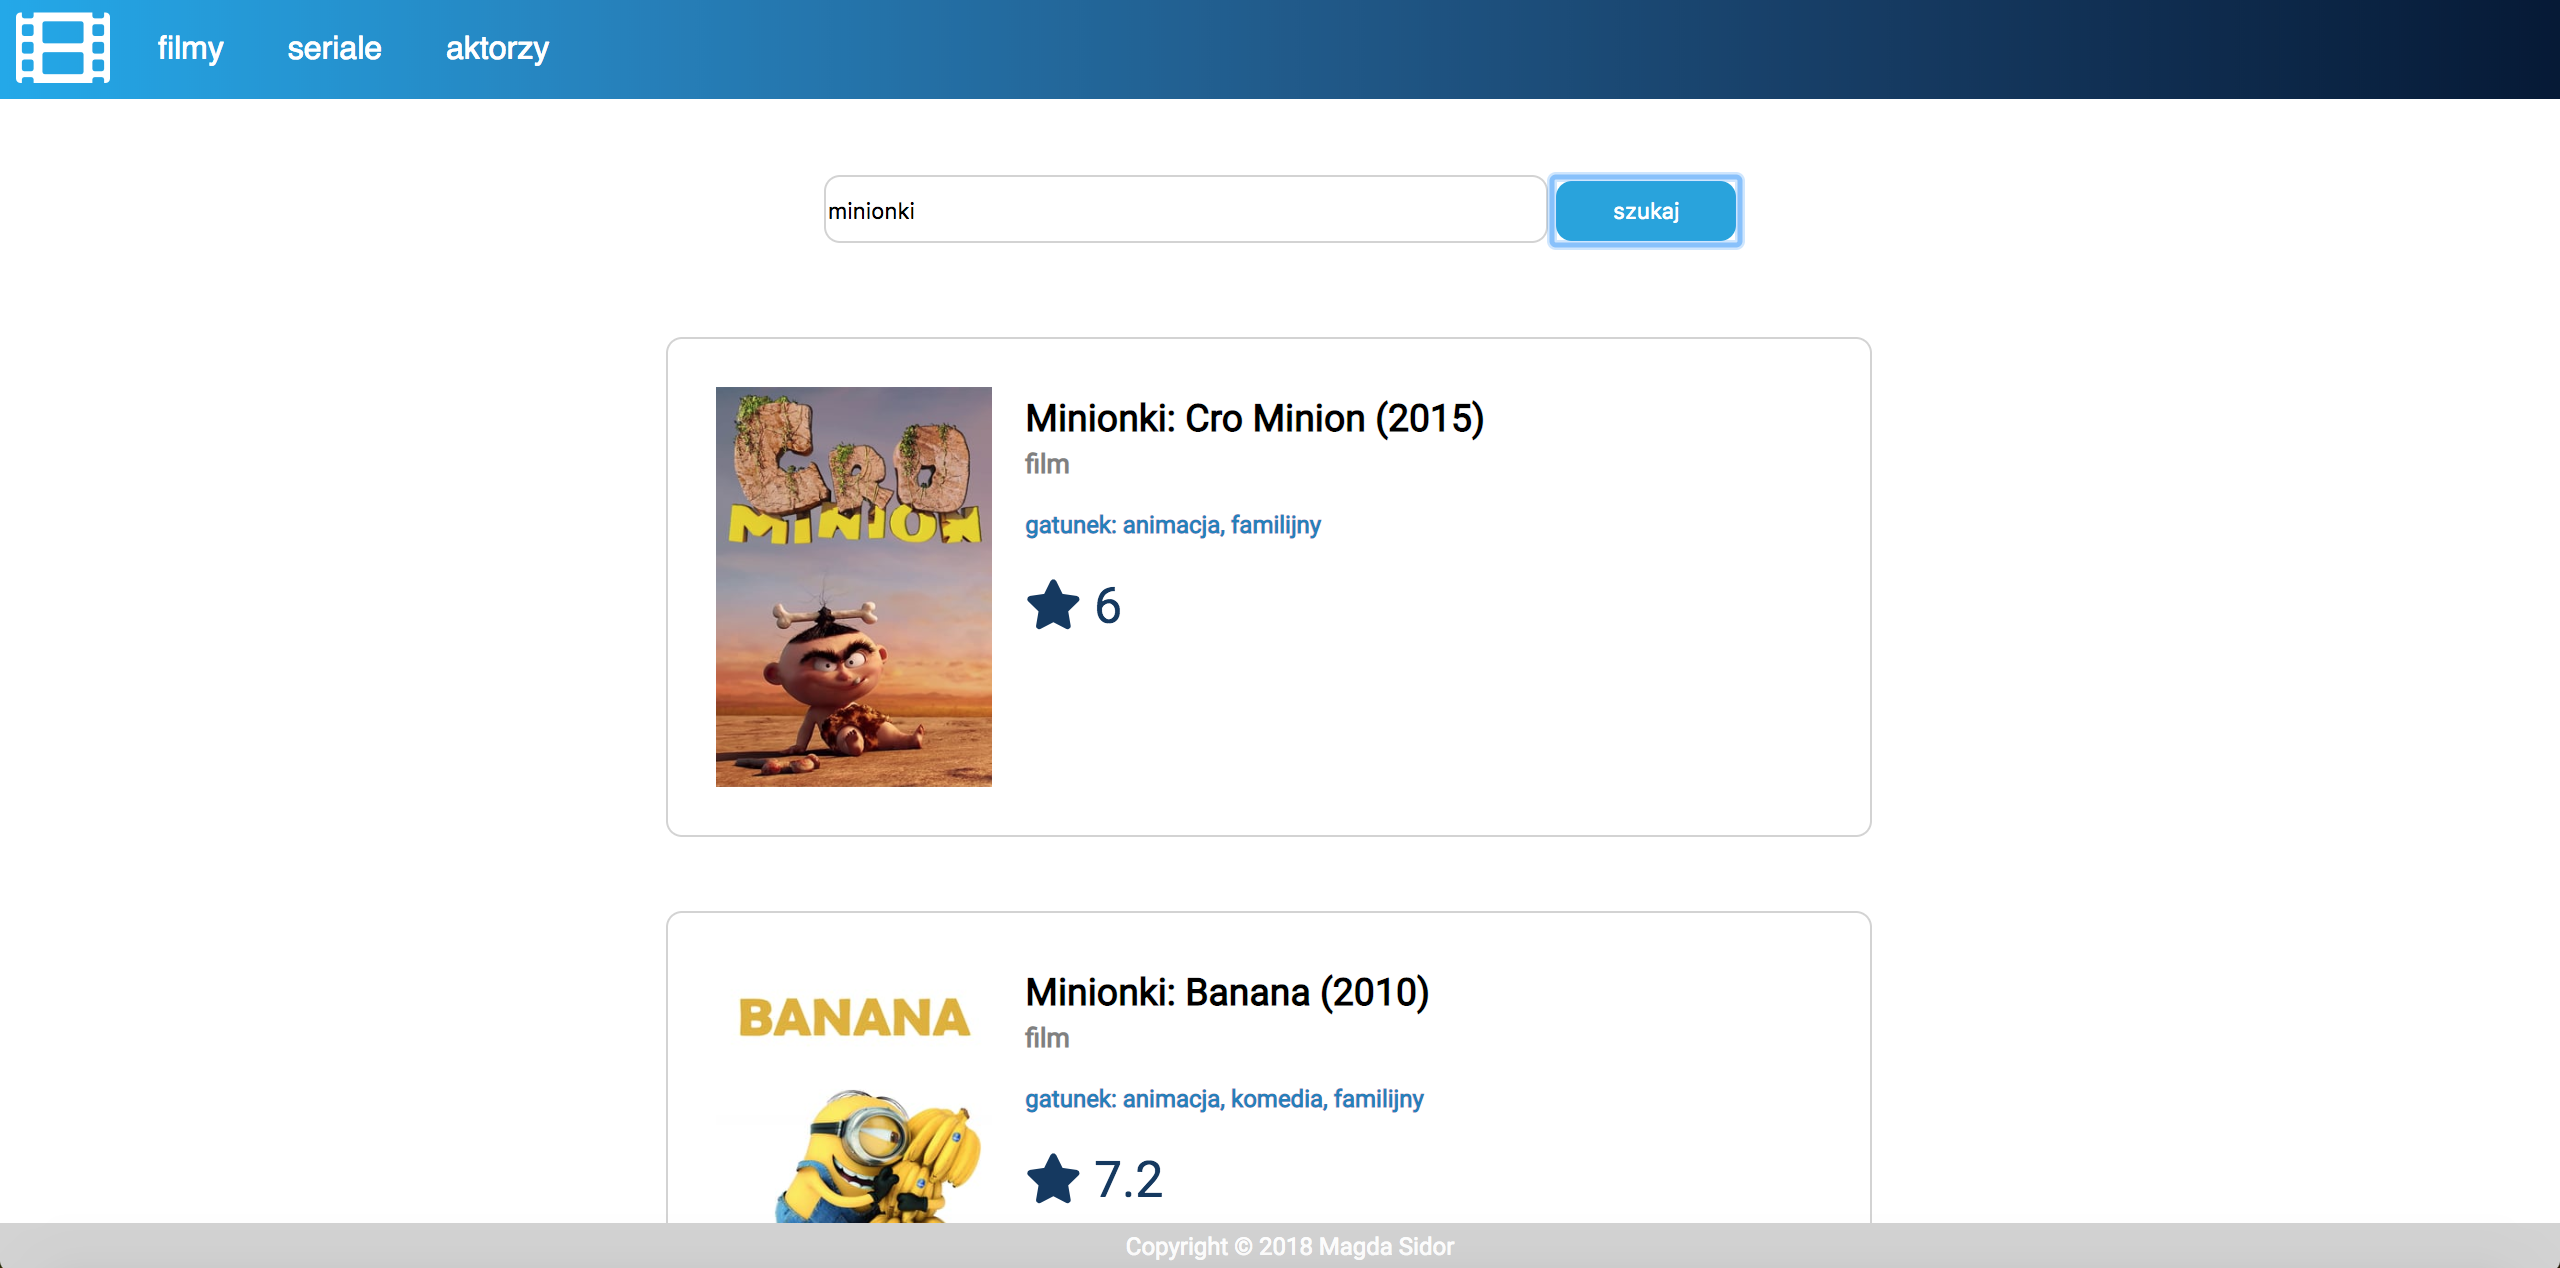 filmy seriale aktorzy
minionki szukaj
CRO
MINION
Minionki: Cro Minion (2015)
film
gatunek: animacja, familijny
6
BANANA
Minionki: Banana (2010)
film
gatunek: animacja, komedia, familijny
7.2
Copyright © 2018 Magda Sidor